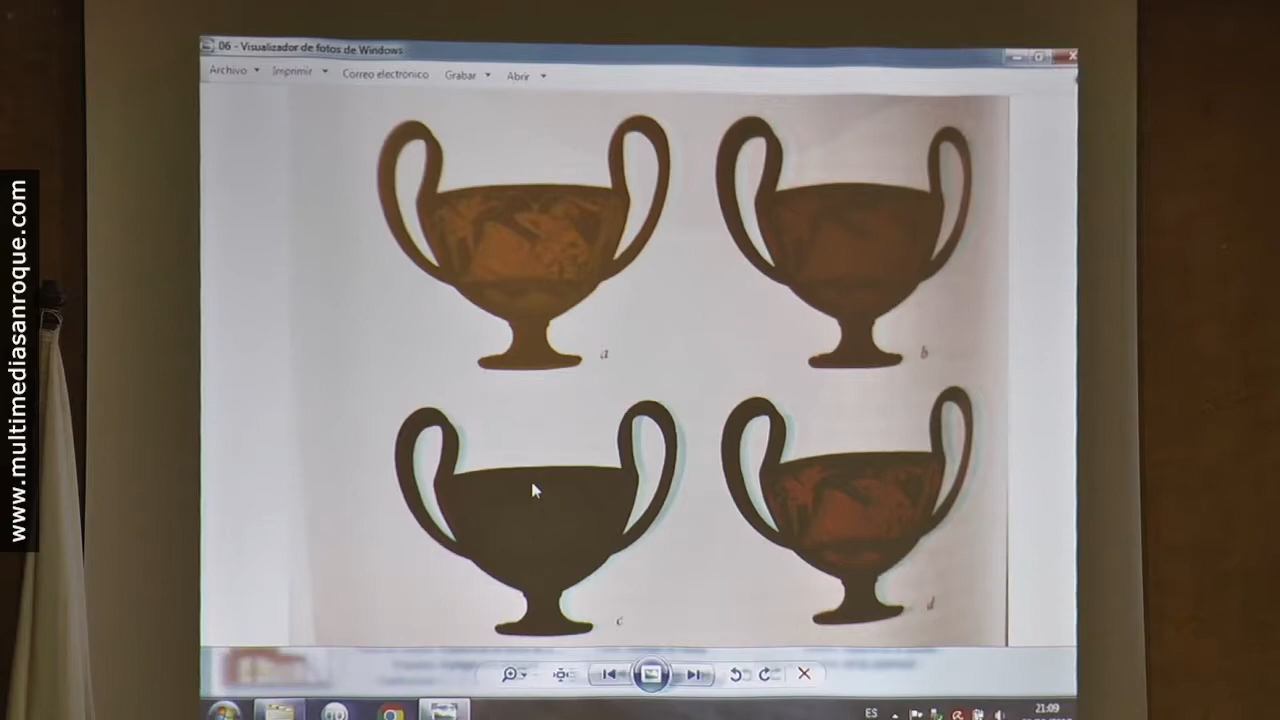 06 - Visualizador de fotos de Windows
Archivo Imprimir Correo electrónico Grabar Abrir
www.multimediasanroque.com
a
b
c
d
ES
21:09